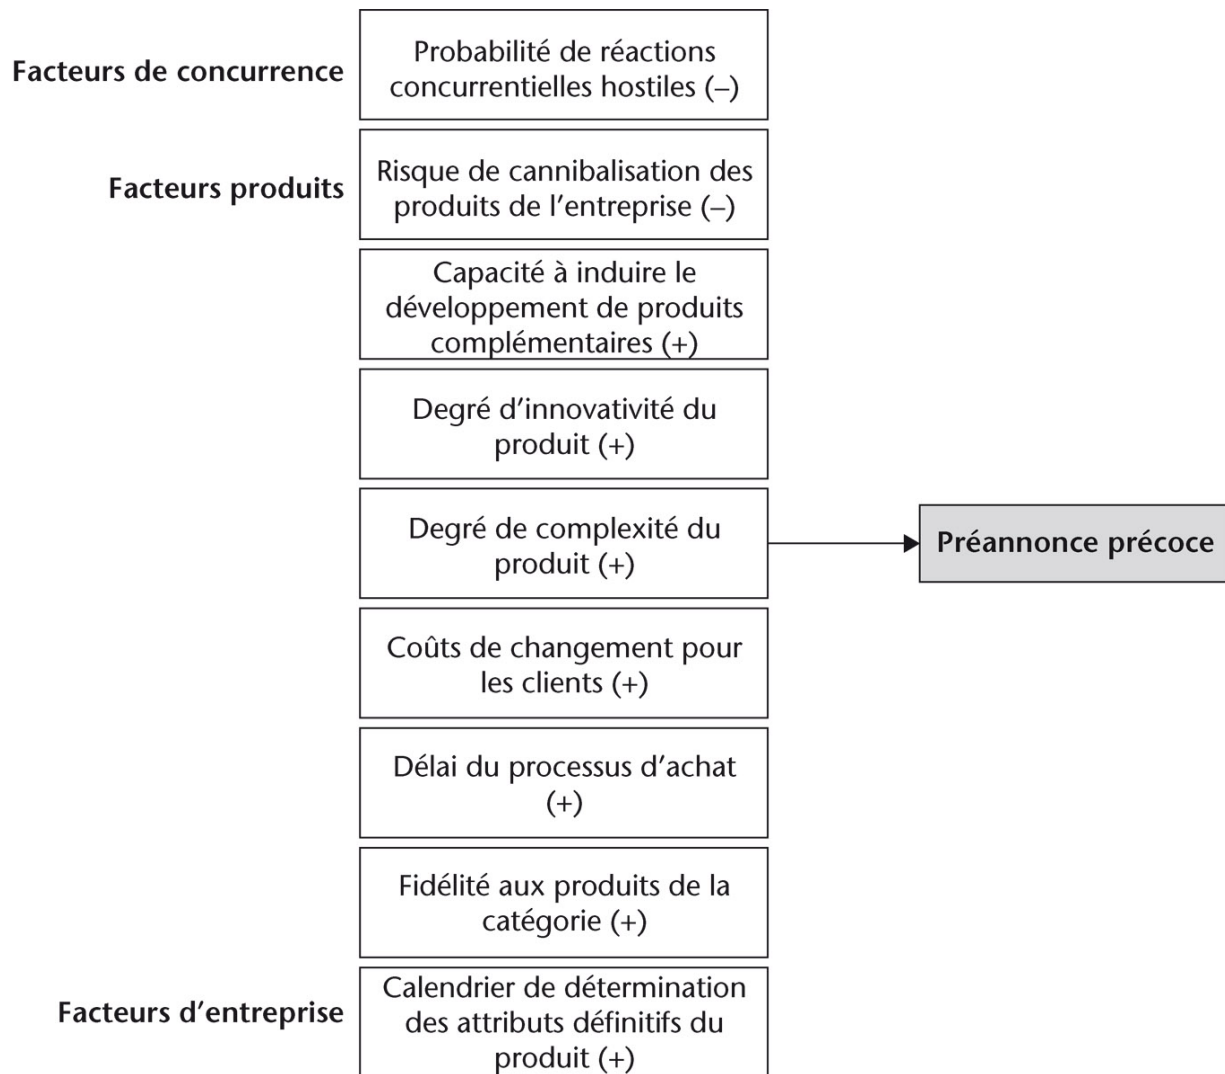 Facteurs de concurrence
Probabilité de réactions
concurrentielles hostiles (–)
Facteurs produits
Risque de cannibalisation des
produits de l’entreprise (–)
Capacité à induire le
développement de produits
complémentaires (+)
Degré d’innovativité du
produit (+)
Degré de complexité du
produit (+)
Préannonce précoce
Coûts de changement pour
les clients (+)
Délai du processus d’achat
(+)
Fidélité aux produits de la
catégorie (+)
Facteurs d’entreprise
Calendrier de détermination
des attributs définitifs du
produit (+)